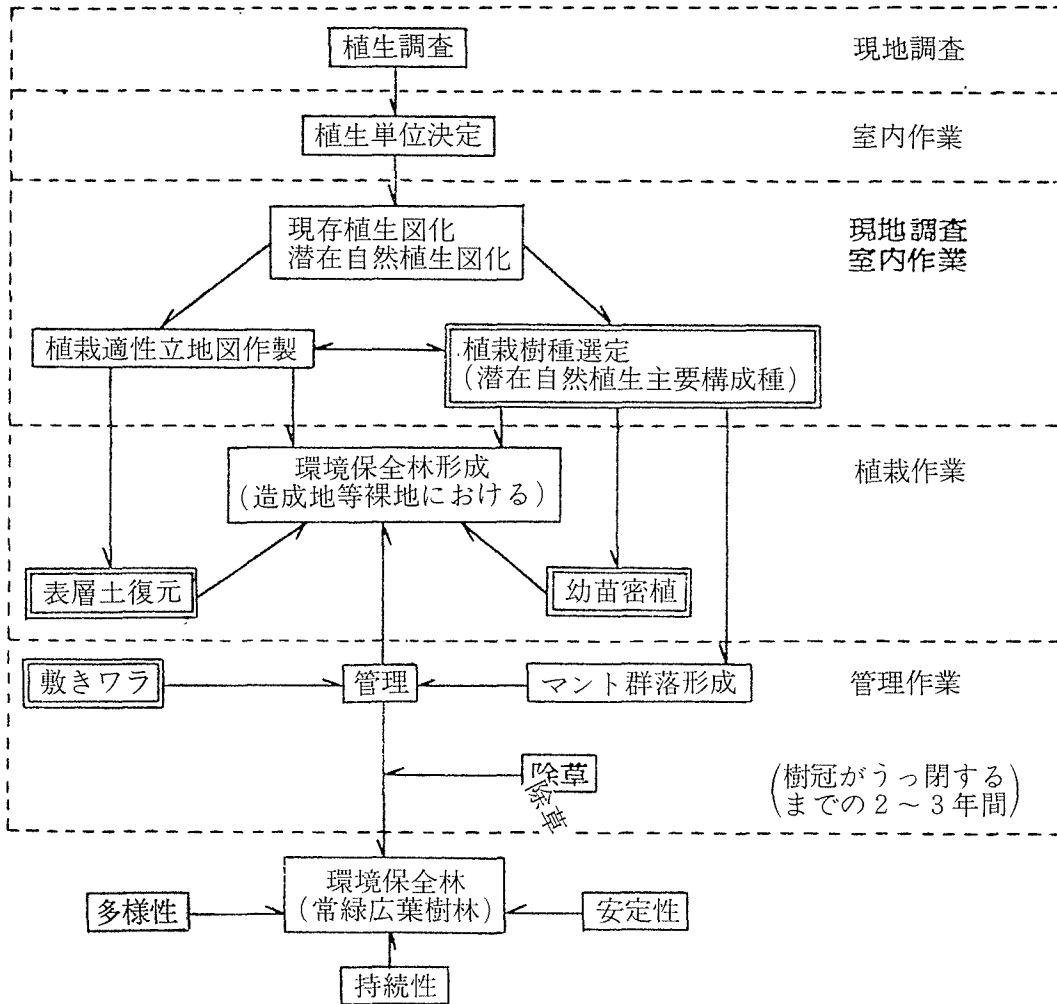 植生調査
現地調査
植生単位決定
室内作業
現存植生図化
潜在自然植生図化
現地調査
室内作業
植栽適性立地図作製
植栽樹種選定
(潜在自然植生主要構成種)
環境保全林形成
(造成地等裸地における)
植栽作業
表層土復元
幼苗密植
敷きワラ
管理
マント群落形成
管理作業
除草
除草
(樹冠がうっ閉する
までの2～3年間)
環境保全林
(常緑広葉樹林)
多様性
安定性
持続性